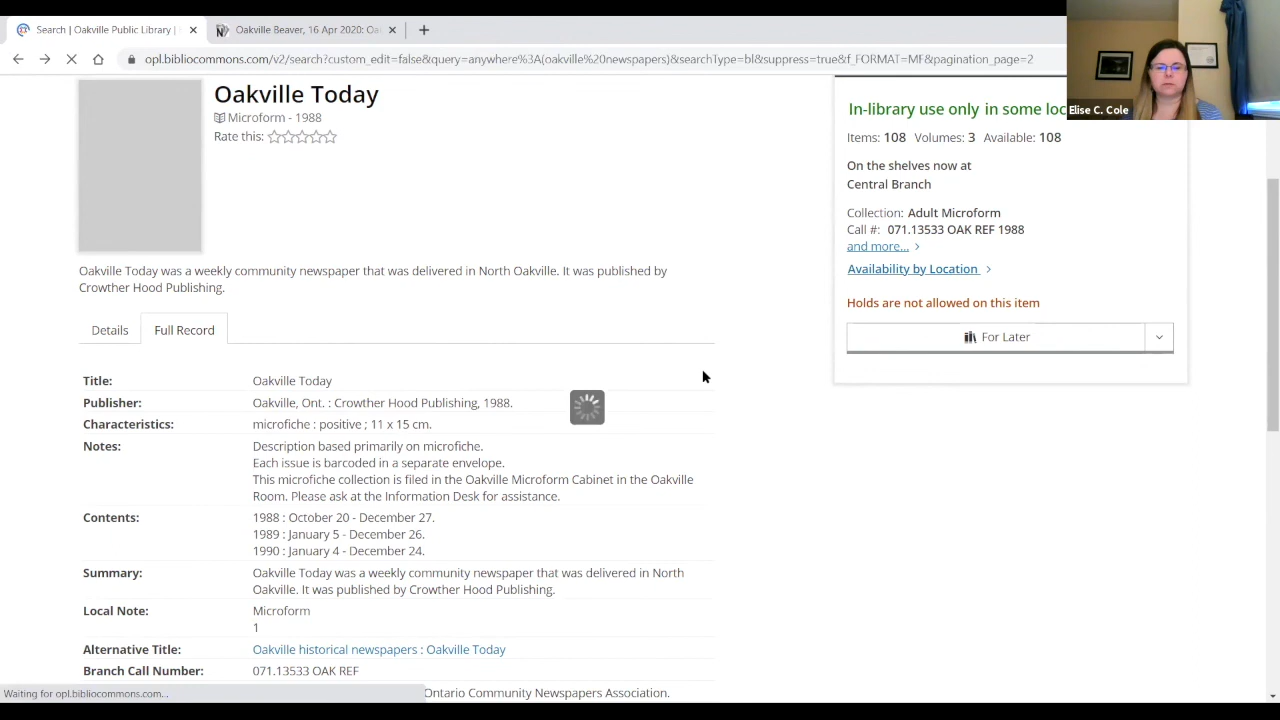 Search | Oakville Public Library |
Oakville Beaver, 16 Apr 2020: Oa
opl.bibliocommons.com/v2/search?custom_edit=false&query=anywhere%3A(oakville%20newspapers)&searchType=bl&suppress=true&f_FORMAT=MF&pagination_page=2
Elise C. Cole
Oakville Today
Microform - 1988
Rate this:
In-library use only in some loc
Items: 108 Volumes: 3 Available: 108
On the shelves now at
Central Branch
Collection: Adult Microform
Call #: 071.13533 OAK REF 1988
and more...
Availability by Location
Holds are not allowed on this item
For Later
Oakville Today was a weekly community newspaper that was delivered in North Oakville. It was published by
Crowther Hood Publishing.
Details Full Record
Title: Oakville Today
Publisher: Oakville, Ont. : Crowther Hood Publishing, 1988.
Characteristics: microfiche : positive ; 11 x 15 cm.
Notes: Description based primarily on microfiche.
Each issue is barcoded in a separate envelope.
This microfiche collection is filed in the Oakville Microform Cabinet in the Oakville
Room. Please ask at the Information Desk for assistance.
Contents: 1988 : October 20 - December 27.
1989 : January 5 - December 26.
1990 : January 4 - December 24.
Summary: Oakville Today was a weekly community newspaper that was delivered in North
Oakville. It was published by Crowther Hood Publishing.
Local Note: Microform
1
Alternative Title: Oakville historical newspapers : Oakville Today
Branch Call Number: 071.13533 OAK REF
Ontario Community Newspapers Association.
Waiting for opl.bibliocommons.com...